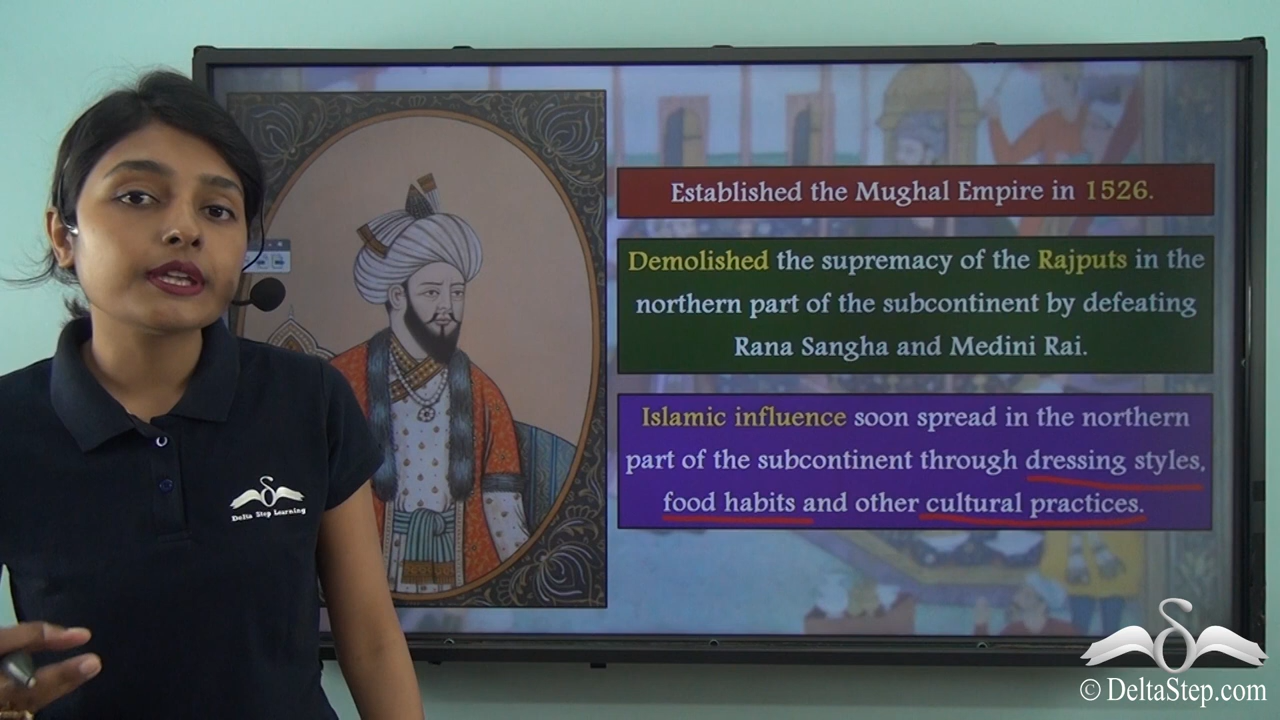 Established the Mughal Empire in 1526.
Demolished the supremacy of the Rajputs in the
northern part of the subcontinent by defeating
Rana Sangha and Medini Rai.
Islamic influence soon spread in the northern
part of the subcontinent through dressing styles,
food habits and other cultural practices.
Delta Step Learning
© DeltaStep.com